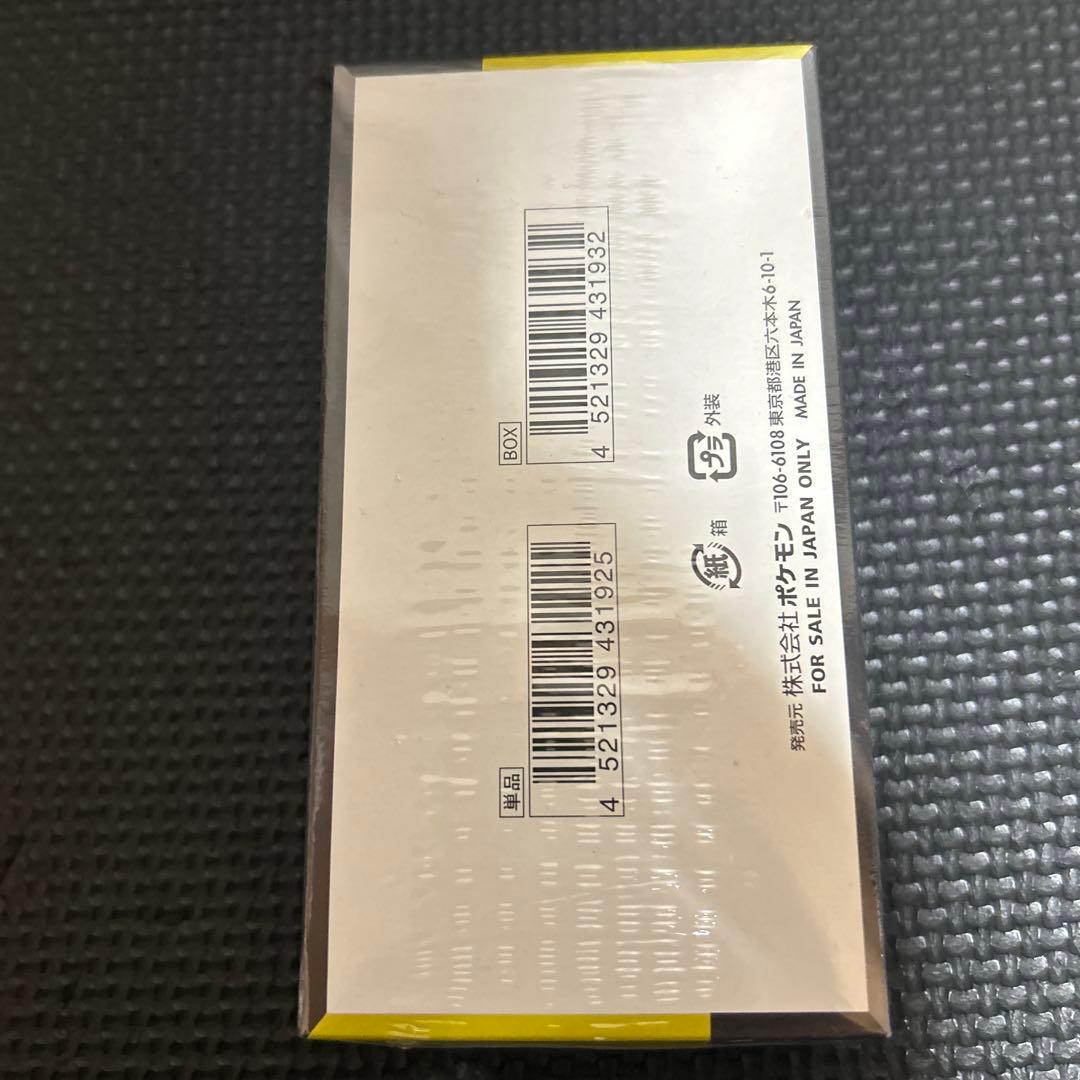 単品
4 521329 431925
BOX
4 521329 431932
紙 箱
プラ 外装
発売元 株式会社ポケモン 〒106-6108 東京都港区六本木6-10-1
FOR SALE IN JAPAN ONLY MADE IN JAPAN